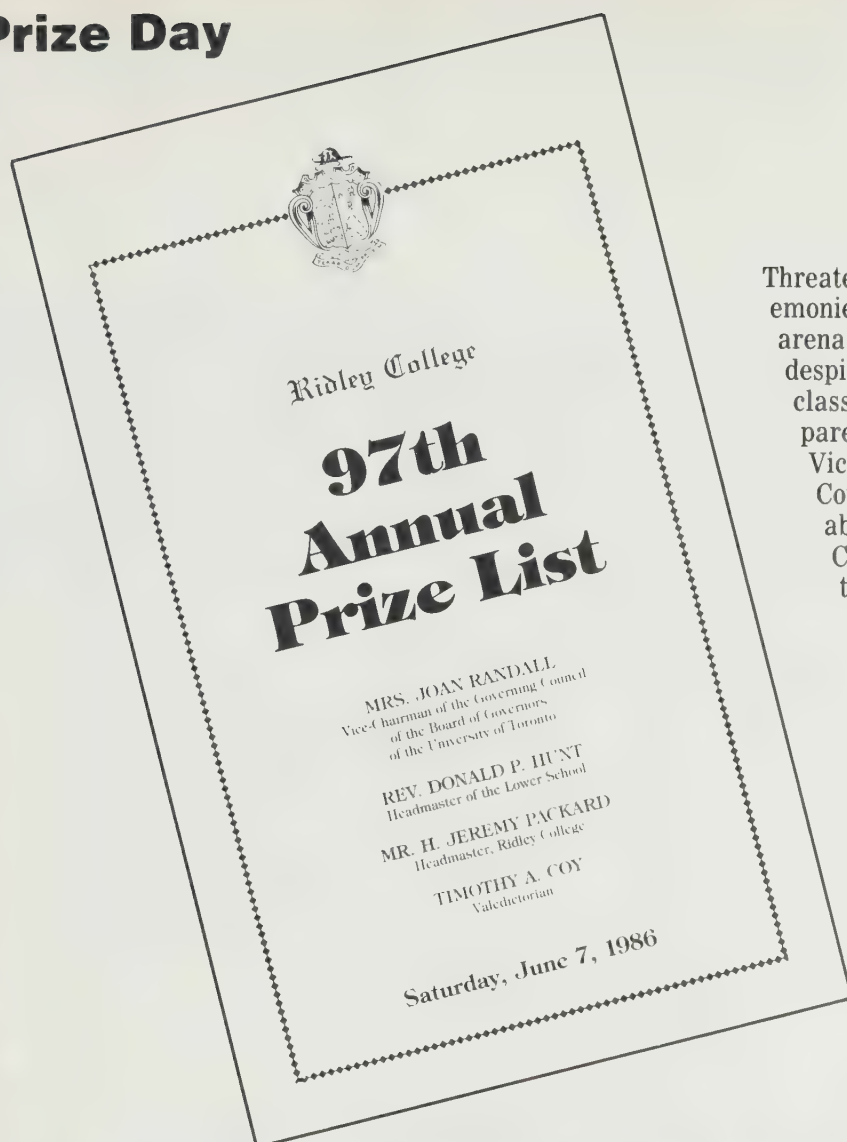 Prize Day
Ridley College
97th
Annual
Prize List
MRS. JOAN RANDALL
Vice-Chairman of the Governing Council
of the Board of Governors
of the University of Toronto
REV. DONALD P. HUNT
Headmaster of the Lower School
MR. H. JEREMY PACKARD
Headmaster, Ridley College
TIMOTHY A. COY
Valedictorian
Saturday, June 7, 1986
Threate
emonie
arena
despi
class
pare
Vic
Co
ab
C
t